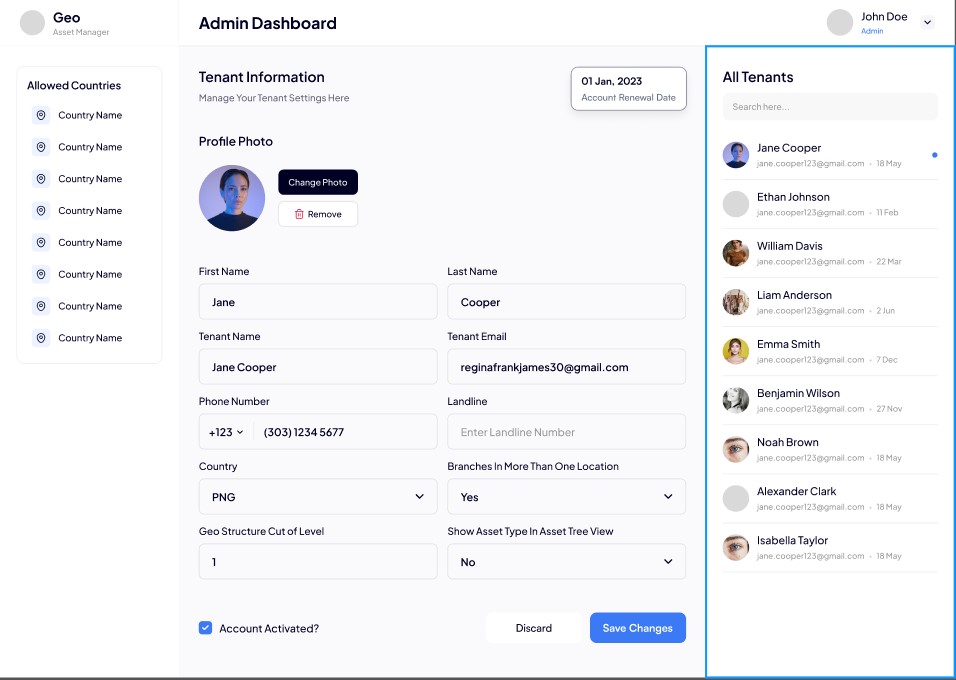 Geo
Asset Manager
Admin Dashboard
John Doe
Admin
Allowed Countries
Country Name
Country Name
Country Name
Country Name
Country Name
Country Name
Country Name
Country Name
Tenant Information
Manage Your Tenant Settings Here
01 Jan, 2023
Account Renewal Date
Profile Photo
Change Photo
Remove
First Name
Last Name
Jane
Cooper
Tenant Name
Tenant Email
Jane Cooper
reginafrankjames30@gmail.com
Phone Number
Landline
+123
(303) 1234 5677
Enter Landline Number
Country
Branches In More Than One Location
PNG
Yes
Geo Structure Cut of Level
Show Asset Type In Asset Tree View
1
No
Account Activated?
Discard
Save Changes
All Tenants
Search here...
Jane Cooper
jane.cooper123@gmail.com • 18 May
Ethan Johnson
jane.cooper123@gmail.com • 11 Feb
William Davis
jane.cooper123@gmail.com • 22 Mar
Liam Anderson
jane.cooper123@gmail.com • 2 Jun
Emma Smith
jane.cooper123@gmail.com • 7 Dec
Benjamin Wilson
jane.cooper123@gmail.com • 27 Nov
Noah Brown
jane.cooper123@gmail.com • 18 May
Alexander Clark
jane.cooper123@gmail.com • 18 May
Isabella Taylor
jane.cooper123@gmail.com • 18 May